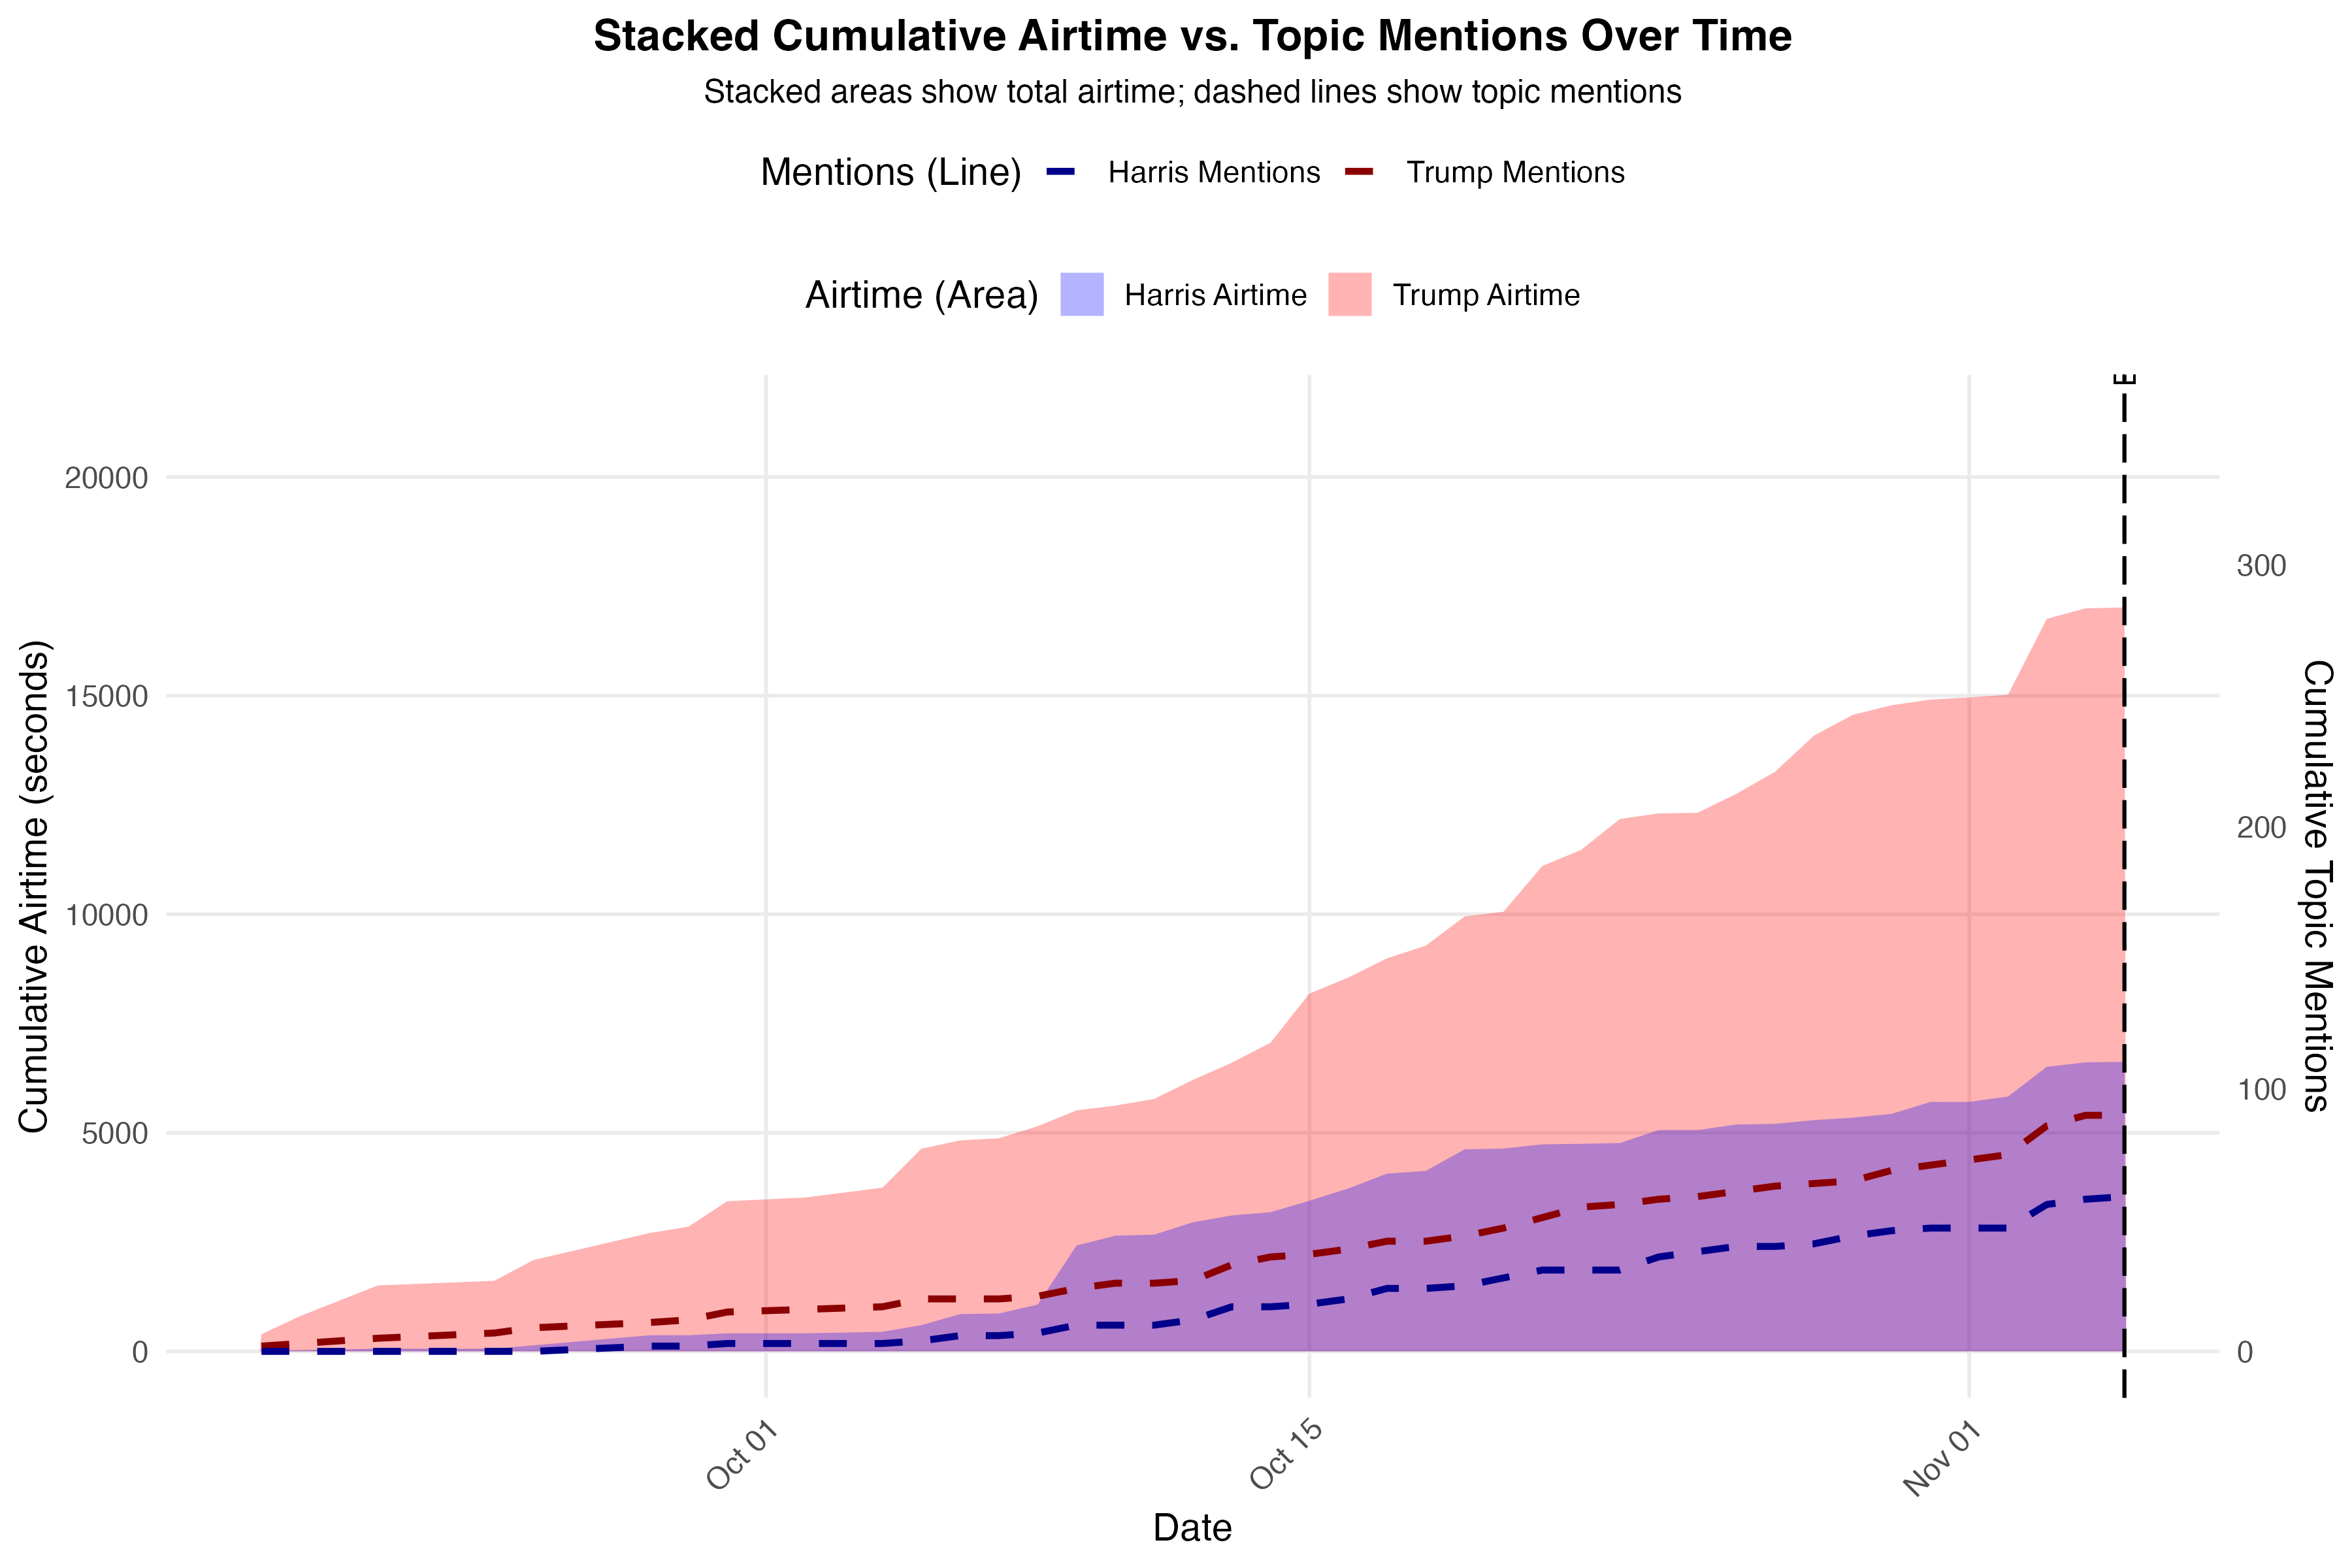 Stacked Cumulative Airtime vs. Topic Mentions Over Time
Stacked areas show total airtime; dashed lines show topic mentions
Mentions (Line) Harris Mentions Trump Mentions
Airtime (Area) Harris Airtime Trump Airtime
E
20000
15000
10000
5000
0
Cumulative Airtime (seconds)
300
200
100
0
Cumulative Topic Mentions
Oct 01
Oct 15
Nov 01
Date